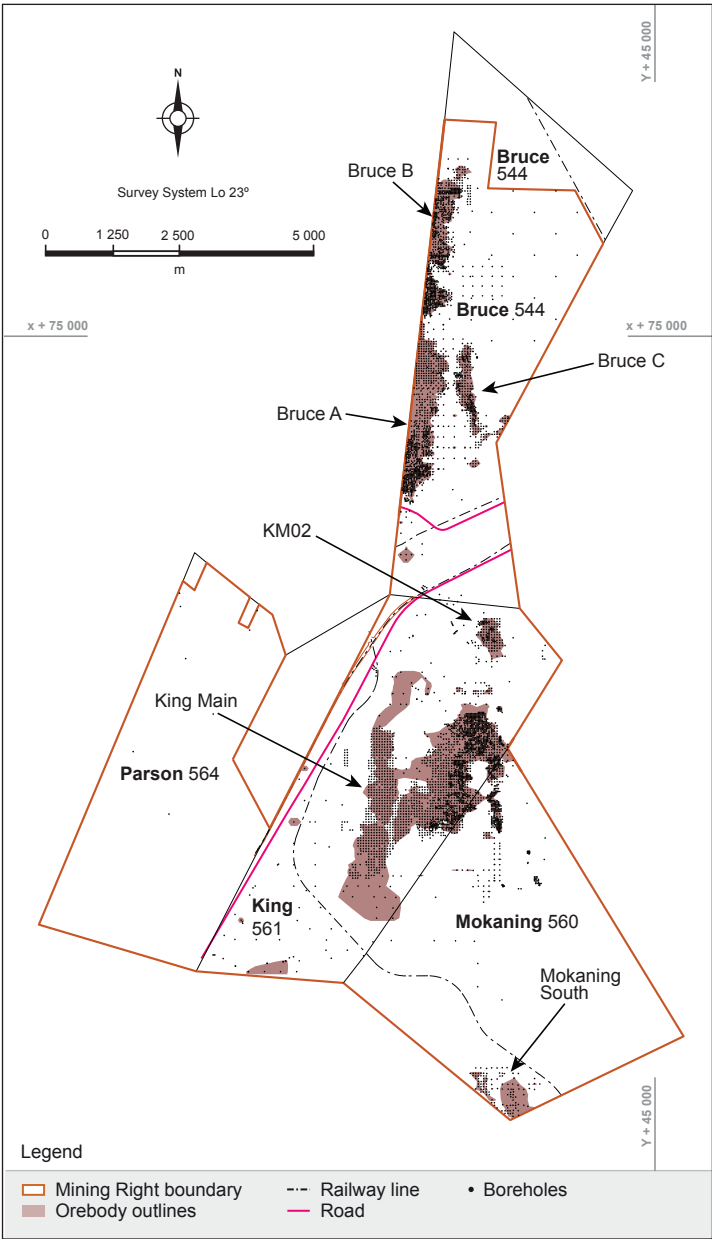 Y + 45 000
N
Survey System Lo 23º
0 1 250 2 500 5 000
m
Bruce
544
Bruce B
x + 75 000
x + 75 000
Bruce 544
Bruce C
Bruce A
KM02
King Main
Parson 564
King
561
Mokaning 560
Mokaning
South
Y + 45 000
Legend
Mining Right boundary
Railway line
Boreholes
Orebody outlines
Road